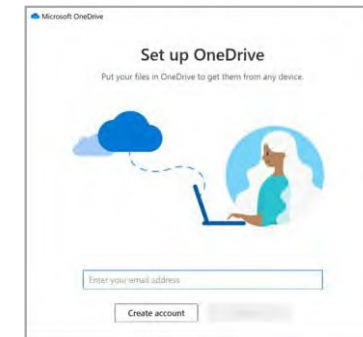 Microsoft OneDrive
Set up OneDrive
Put your files in OneDrive to get them from any device.
Enter your email address
Create account